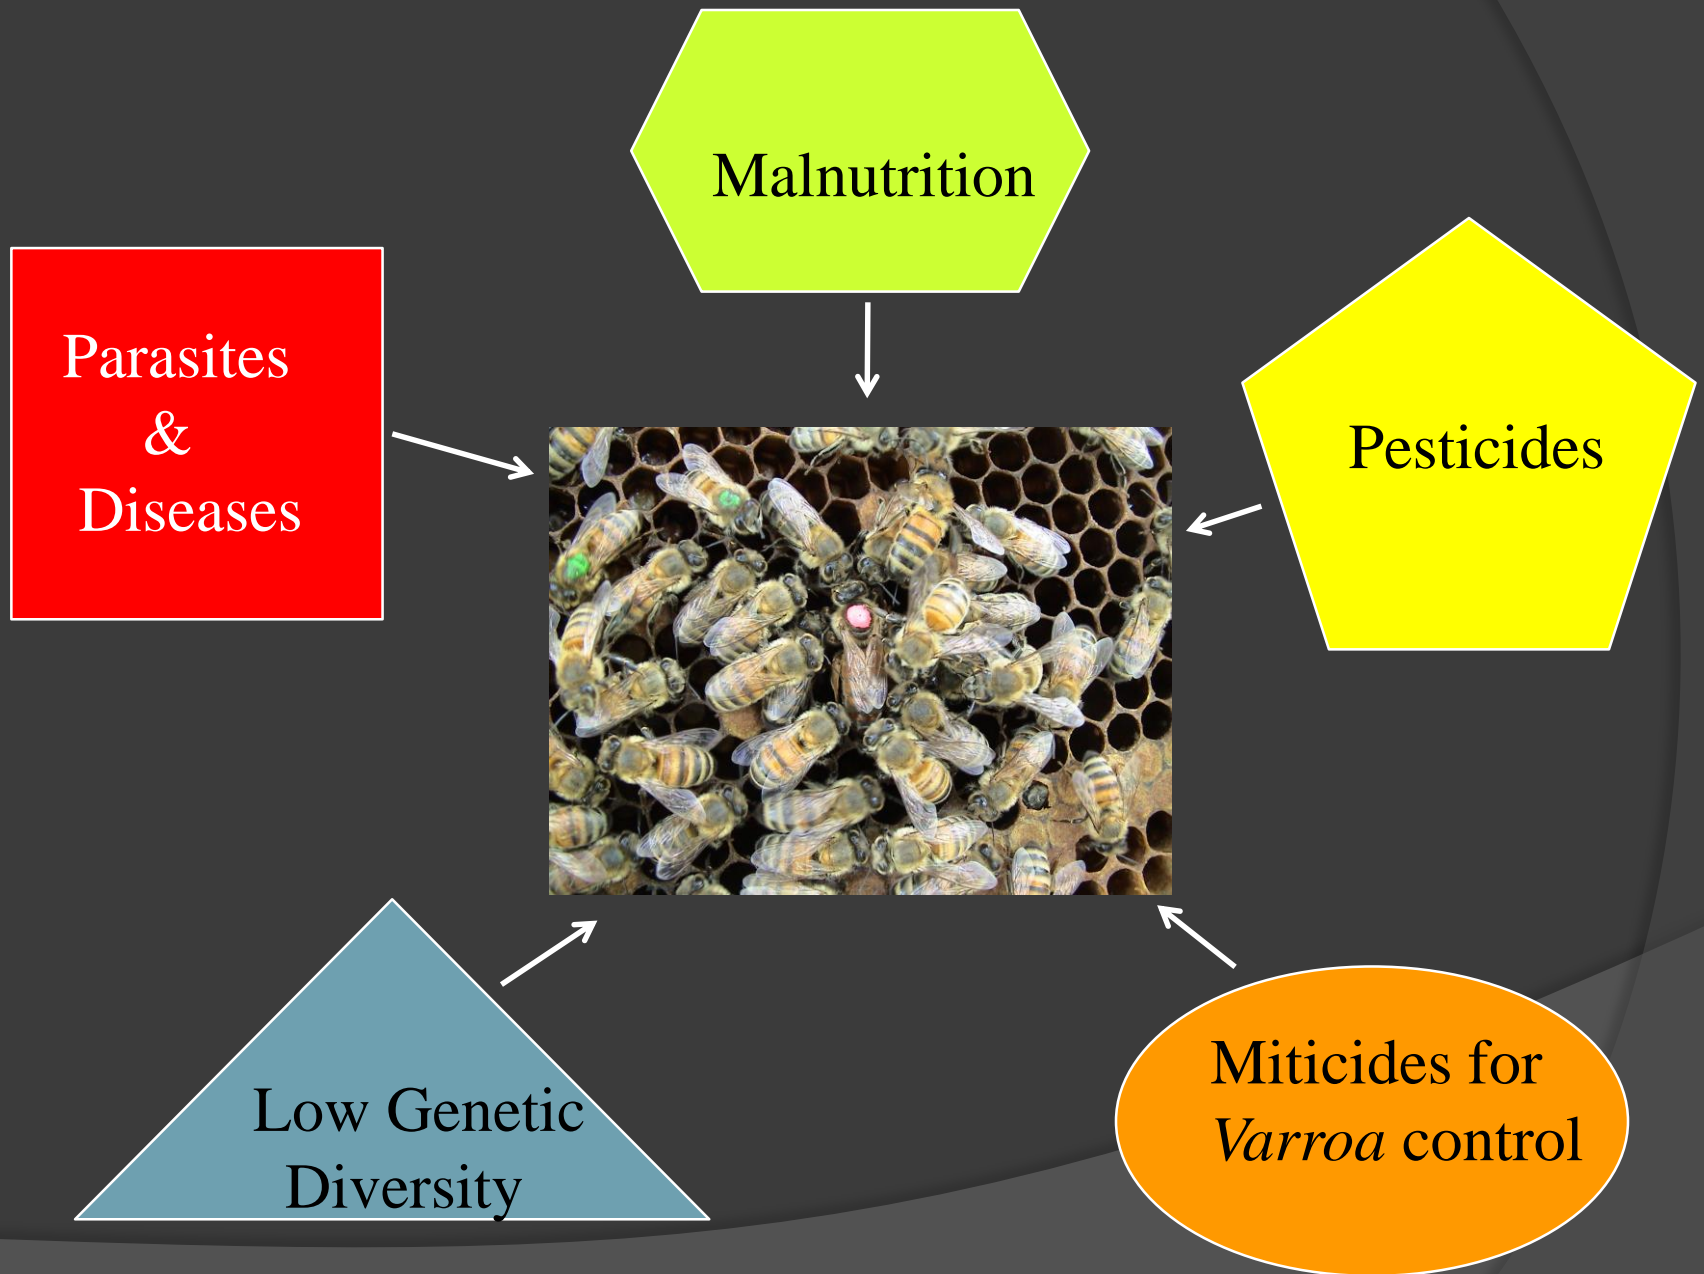 Malnutrition
Parasites
&
Diseases
Pesticides
Low Genetic
Diversity
Miticides for
Varroa control